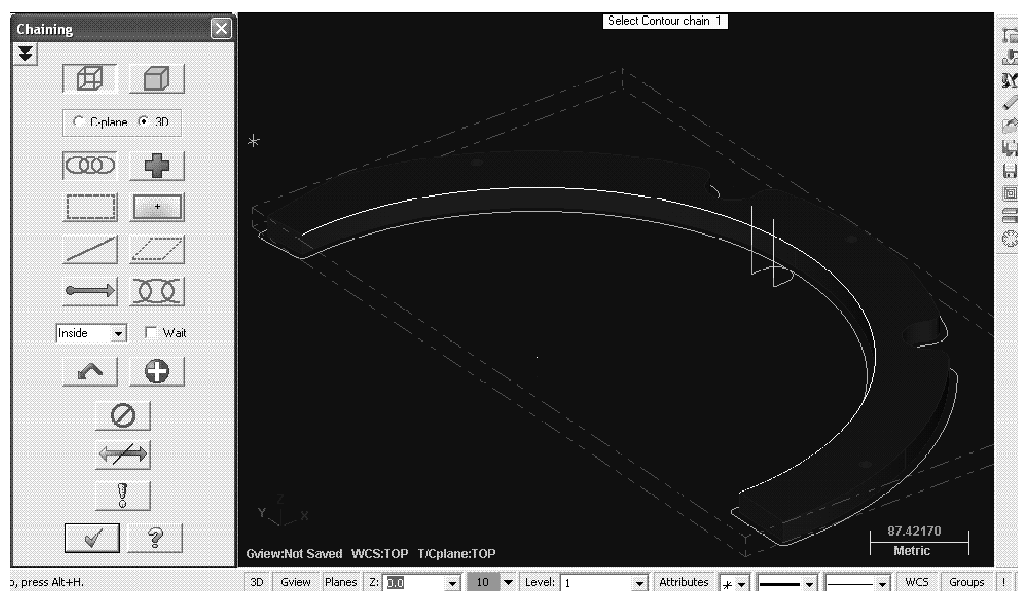 Chaining
Select Contour chain 1
C-plane 3D
Inside
Wait
Z
Y X
Y
87.42170
Metric
Gview:Not Saved WCS:TOP T/Cplane:TOP
, press Alt+H.
3D Gview Planes Z: 0.0 10 Level: 1 Attributes * WCS Groups !